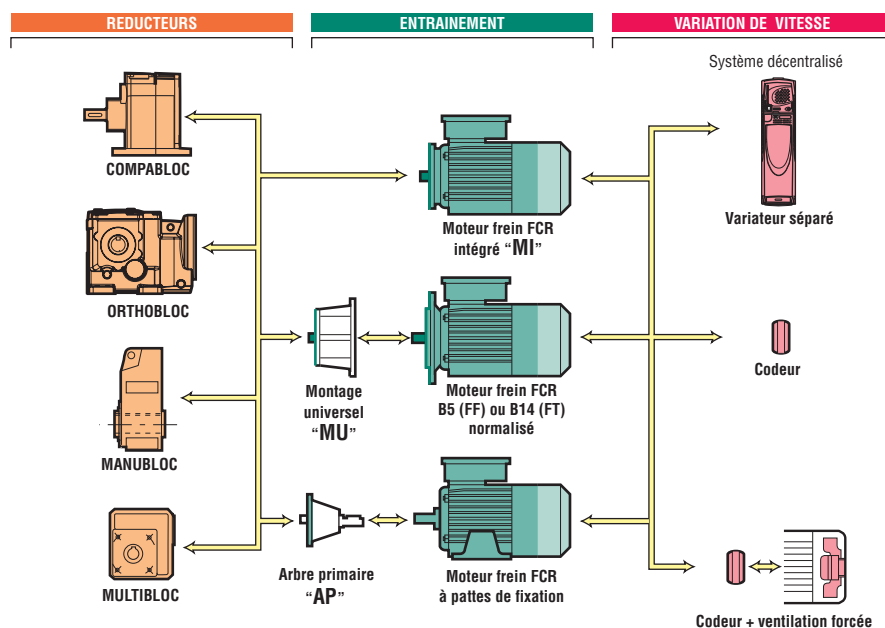 REDUCTEURS
ENTRAINEMENT
VARIATION DE VITESSE
Système décentralisé
COMPABLOC
Moteur frein FCR
intégré “MI”
Variateur séparé
ORTHOBLOC
Montage
universel
“MU”
Moteur frein FCR
B5 (FF) ou B14 (FT)
normalisé
Codeur
MANUBLOC
MULTIBLOC
Arbre primaire
“AP”
Moteur frein FCR
à pattes de fixation
Codeur + ventilation forcée